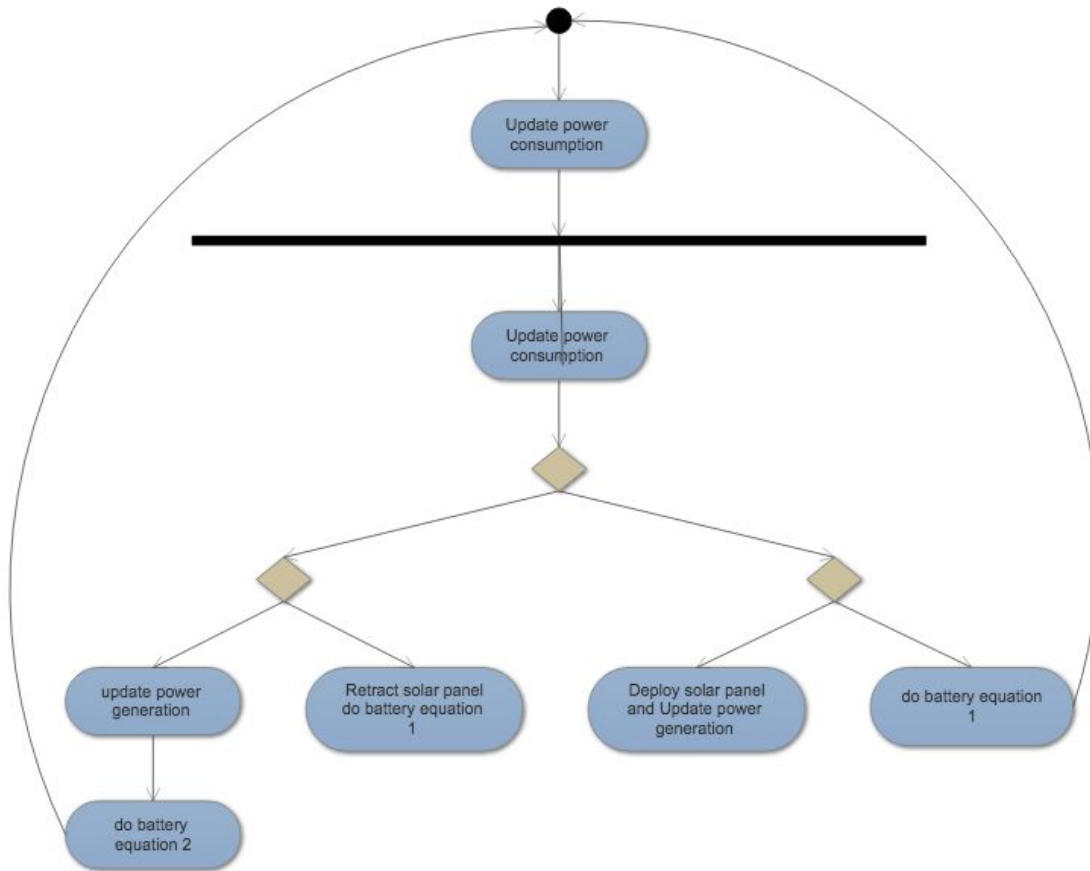 Update power
consumption
Update power
consumption
update power
generation
Retract solar panel
do battery equation
1
Deploy solar panel
and Update power
generation
do battery equation
1
do battery
equation 2